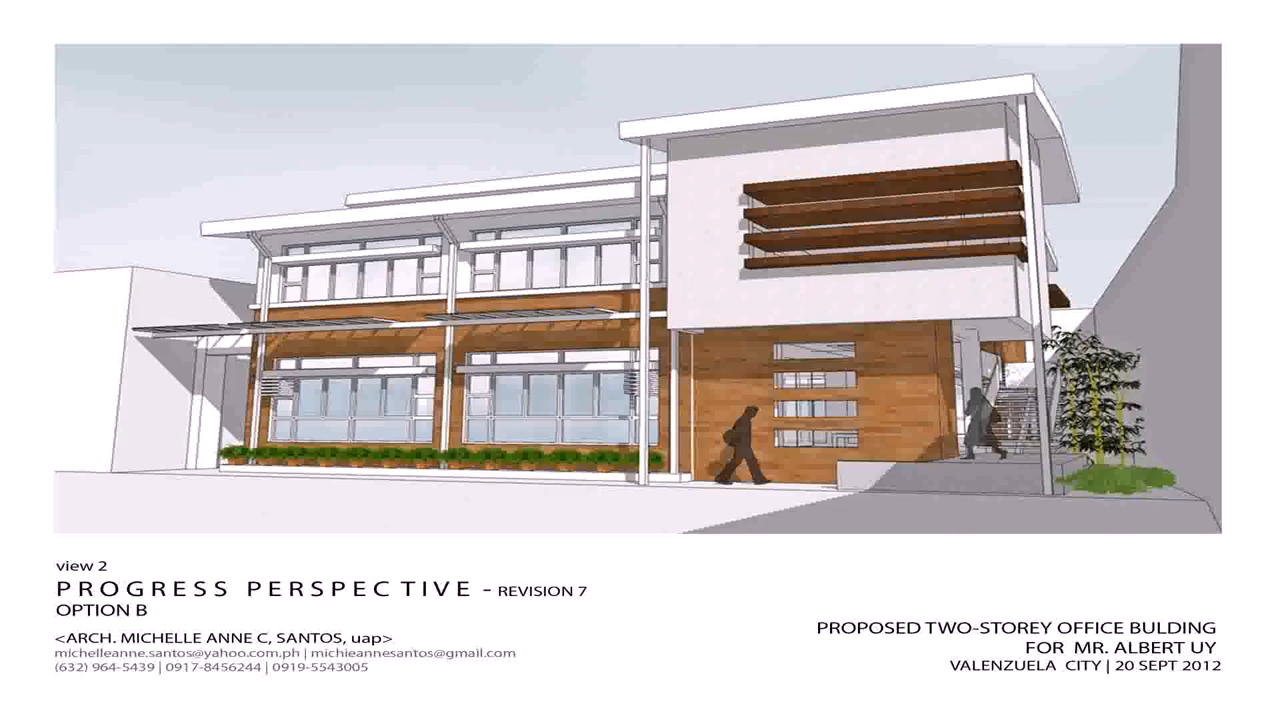 view 2
PROGRESS PERSPECTIVE - REVISION 7
OPTION B
<ARCH. MICHELLE ANNE C, SANTOS, uap>
michelleanne.santos@yahoo.com.ph | michieannesantos@gmail.com
(632) 964-5439 | 0917-8456244 | 0919-5543005
PROPOSED TWO-STOREY OFFICE BULDING
FOR MR. ALBERT UY
VALENZUELA CITY | 20 SEPT 2012